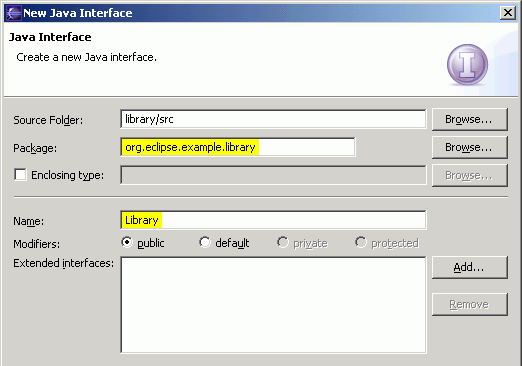 New Java Interface
Java Interface
Create a new Java interface.
I
Source Folder: library/src Browse...
Package: org.eclipse.example.library Browse...
Enclosing type: Browse...
Name: Library
Modifiers: public default private protected
Extended interfaces: Add...
Remove